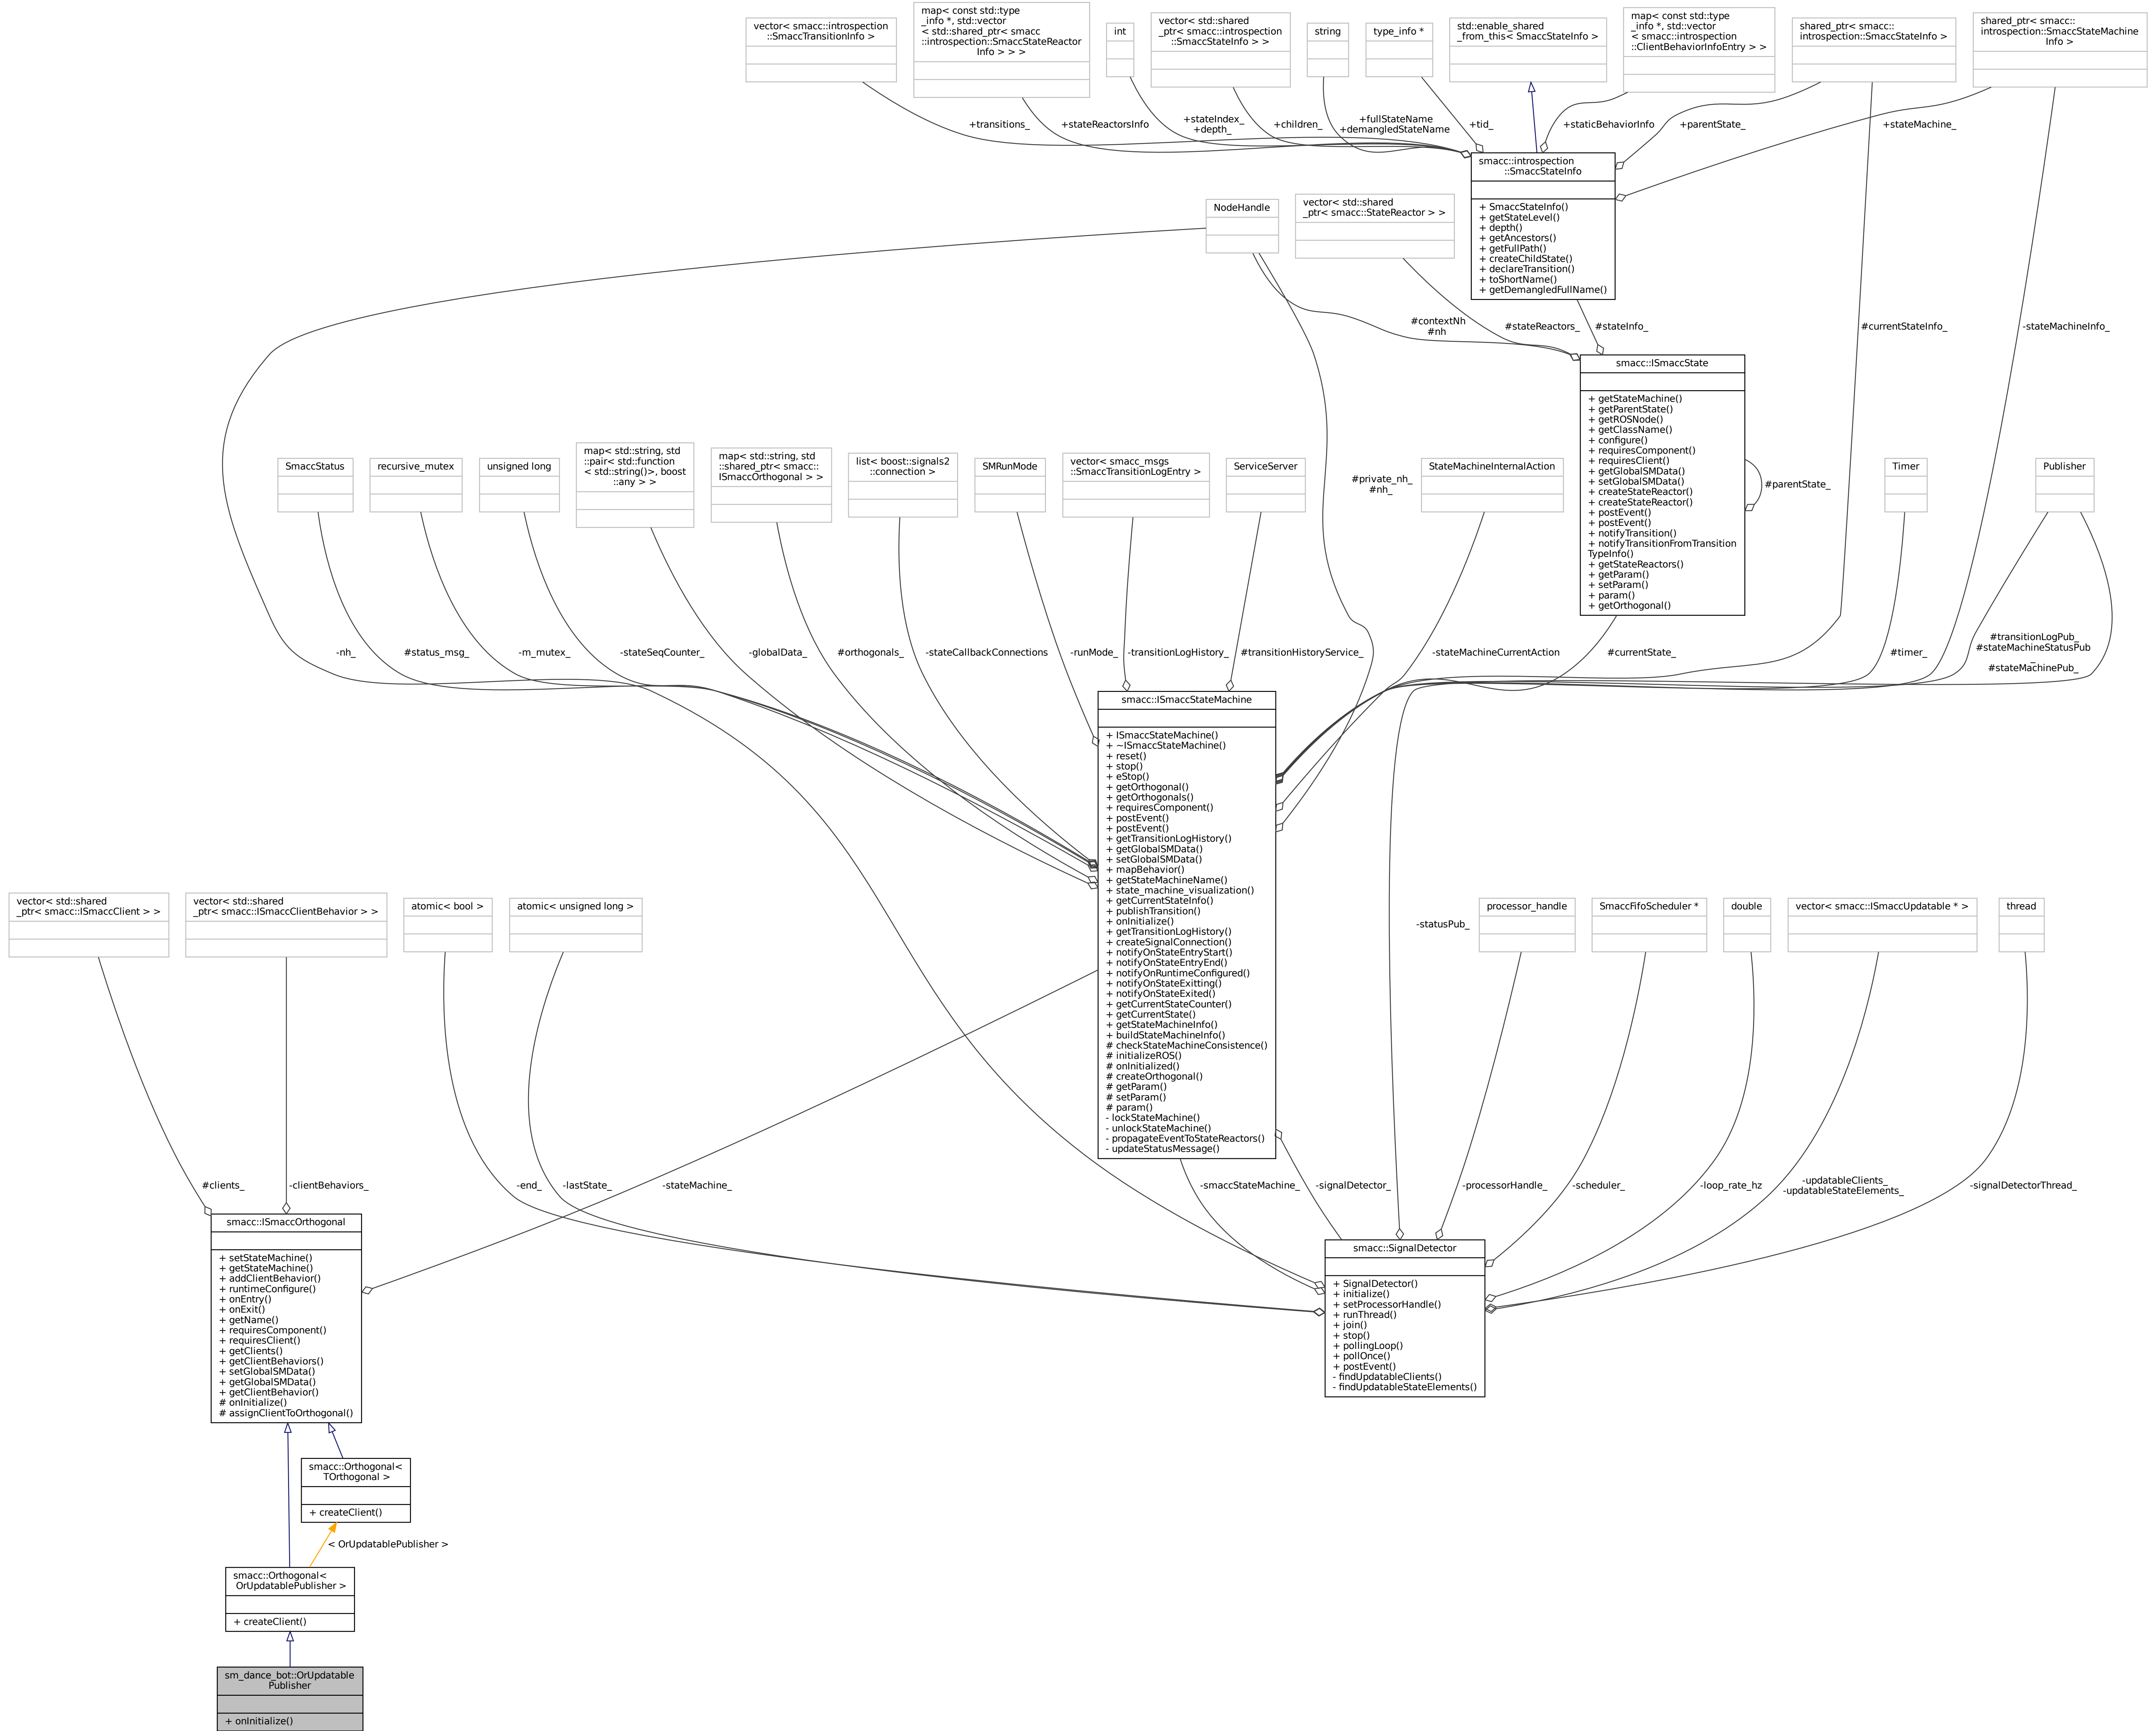 vector< smacc::introspection
::SmaccTransitionInfo >
map< const std::type
_info *, std::vector
< std::shared_ptr< smacc
::introspection::SmaccStateReactor
Info > > >
int
vector< std::shared
_ptr< smacc::introspection
::SmaccStateInfo > >
string
type_info *
std::enable_shared
_from_this< SmaccStateInfo >
map< const std::type
_info *, std::vector
< smacc::introspection
::ClientBehaviorInfoEntry > >
shared_ptr< smacc::
introspection::SmaccStateInfo >
shared_ptr< smacc::
introspection::SmaccStateMachine
Info >
+transitions_
+stateReactorsInfo
+stateIndex_
+depth_
+children_
+fullStateName
+demangledStateName
+tid_
+staticBehaviorInfo
+parentState_
+stateMachine_
smacc::introspection
::SmaccStateInfo
+ SmaccStateInfo()
+ getStateLevel()
+ depth()
+ getAncestors()
+ getFullPath()
+ createChildState()
+ declareTransition()
+ toShortName()
+ getDemangledFullName()
NodeHandle
vector< std::shared
_ptr< smacc::StateReactor > >
#contextNh
#nh
#stateReactors_
#stateInfo_
#currentStateInfo_
-stateMachineInfo_
smacc::ISmaccState
+ getStateMachine()
+ getParentState()
+ getROSNode()
+ getClassName()
+ configure()
+ requiresComponent()
+ requiresClient()
+ getGlobalSMData()
+ setGlobalSMData()
+ createStateReactor()
+ createStateReactor()
+ postEvent()
+ postEvent()
+ notifyTransition()
+ notifyTransitionFromTransition
TypeInfo()
+ getStateReactors()
+ getParam()
+ setParam()
+ param()
+ getOrthogonal()
#parentState_
SmaccStatus
recursive_mutex
unsigned long
map< std::string, std
::pair< std::function
< std::string()>, boost
::any > >
map< std::string, std
::shared_ptr< smacc::
ISmaccOrthogonal > >
list< boost::signals2
::connection >
SMRunMode
vector< smacc_msgs
::SmaccTransitionLogEntry >
ServiceServer
#private_nh_
#nh_
StateMachineInternalAction
Timer
Publisher
-nh_
#status_msg_
-m_mutex_
-stateSeqCounter_
-globalData_
#orthogonals_
-stateCallbackConnections
-runMode_
-transitionLogHistory_
#transitionHistoryService_
-stateMachineCurrentAction
#currentState_
#timer_
#transitionLogPub_
#stateMachineStatusPub
_
#stateMachinePub_
smacc::ISmaccStateMachine
+ ISmaccStateMachine()
+ ~ISmaccStateMachine()
+ reset()
+ stop()
+ eStop()
+ getOrthogonal()
+ getOrthogonals()
+ requiresComponent()
+ postEvent()
+ postEvent()
+ getTransitionLogHistory()
+ getGlobalSMData()
+ setGlobalSMData()
+ mapBehavior()
+ getStateMachineName()
+ state_machine_visualization()
+ getCurrentStateInfo()
+ publishTransition()
+ onInitialize()
+ getTransitionLogHistory()
+ createSignalConnection()
+ notifyOnStateEntryStart()
+ notifyOnStateEntryEnd()
+ notifyOnRuntimeConfigured()
+ notifyOnStateExitting()
+ notifyOnStateExited()
+ getCurrentStateCounter()
+ getCurrentState()
+ getStateMachineInfo()
+ buildStateMachineInfo()
# checkStateMachineConsistence()
# initializeROS()
# onInitialized()
# createOrthogonal()
# getParam()
# setParam()
# param()
- lockStateMachine()
- unlockStateMachine()
- propagateEventToStateReactors()
- updateStatusMessage()
vector< std::shared
_ptr< smacc::ISmaccClient > >
vector< std::shared
_ptr< smacc::ISmaccClientBehavior > >
atomic< bool >
atomic< unsigned long >
-statusPub_
processor_handle
SmaccFifoScheduler *
double
vector< smacc::ISmaccUpdatable * >
thread
#clients_
-clientBehaviors_
-end_
-lastState_
-stateMachine_
-smaccStateMachine_
-signalDetector_
-processorHandle_
-scheduler_
-loop_rate_hz
-updatableClients_
-updatableStateElements_
-signalDetectorThread_
smacc::ISmaccOrthogonal
+ setStateMachine()
+ getStateMachine()
+ addClientBehavior()
+ runtimeConfigure()
+ onEntry()
+ onExit()
+ getName()
+ requiresComponent()
+ requiresClient()
+ getClients()
+ getClientBehaviors()
+ setGlobalSMData()
+ getGlobalSMData()
+ getClientBehavior()
# onInitialize()
# assignClientToOrthogonal()
smacc::SignalDetector
+ SignalDetector()
+ initialize()
+ setProcessorHandle()
+ runThread()
+ join()
+ stop()
+ pollingLoop()
+ pollOnce()
+ postEvent()
- findUpdatableClients()
- findUpdatableStateElements()
smacc::Orthogonal<
TOrthogonal >
+ createClient()
< OrUpdatablePublisher >
smacc::Orthogonal<
OrUpdatablePublisher >
+ createClient()
sm_dance_bot::OrUpdatable
Publisher
+ onInitialize()